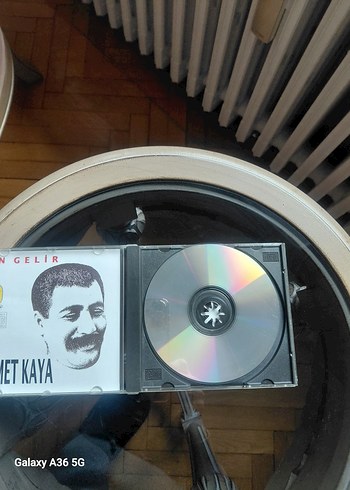 N GELİR
MET KAYA
Galaxy A36 5G